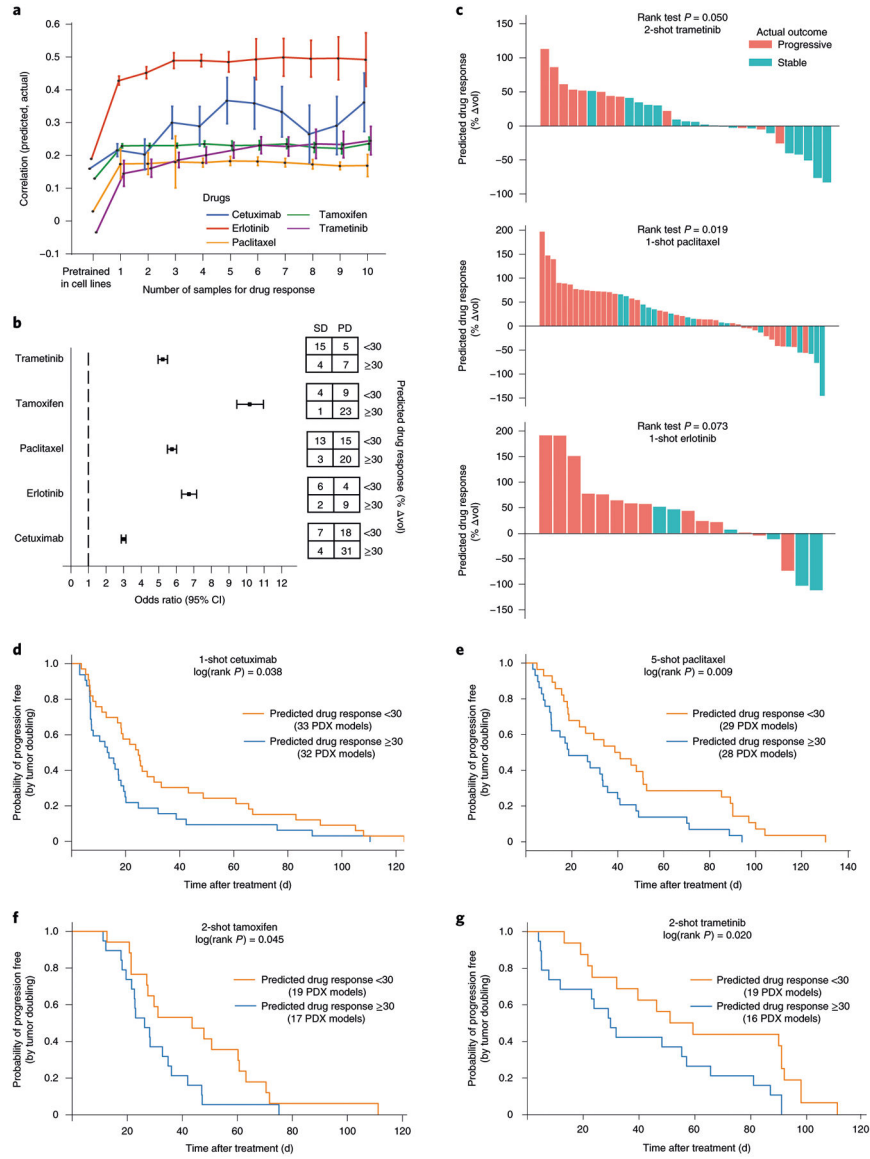 a
0.6
0.5
0.4
0.3
0.2
0.1
0
−0.1
Correlation (predicted, actual)
Drugs
Cetuximab
Erlotinib
Paclitaxel
Tamoxifen
Trametinib
Pretrained
in cell lines
1 2 3 4 5 6 7 8 9 10
Number of samples for drug response
b
Trametinib
Tamoxifen
Paclitaxel
Erlotinib
Cetuximab
0 1 2 3 4 5 6 7 8 9 10 11 12
Odds ratio (95% CI)
SD PD
15 5 <30
4 7 ≥30
4 9 <30
1 23 ≥30
13 15 <30
3 20 ≥30
6 4 <30
2 9 ≥30
7 18 <30
4 31 ≥30
Predicted drug response (% Δvol)
c
Rank test P = 0.050
2-shot trametinib
Actual outcome
Progressive
Stable
150
100
50
0
−50
−100
Predicted drug response
(% Δvol)
Rank test P = 0.019
1-shot paclitaxel
200
150
100
50
0
−50
−100
−150
Predicted drug response
(% Δvol)
Rank test P = 0.073
1-shot erlotinib
200
150
100
50
0
−50
−100
−150
Predicted drug response
(% Δvol)
d
1-shot cetuximab
log(rank P) = 0.038
Predicted drug response <30
(33 PDX models)
Predicted drug response ≥30
(32 PDX models)
1.0
0.8
0.6
0.4
0.2
0
Probability of progression free
(by tumor doubling)
20 40 60 80 100 120
Time after treatment (d)
e
5-shot paclitaxel
log(rank P) = 0.009
Predicted drug response <30
(29 PDX models)
Predicted drug response ≥30
(28 PDX models)
1.0
0.8
0.6
0.4
0.2
0
Probability of progression free
(by tumor doubling)
20 40 60 80 100 120 140
Time after treatment (d)
f
2-shot tamoxifen
log(rank P) = 0.045
Predicted drug response <30
(19 PDX models)
Predicted drug response ≥30
(17 PDX models)
1.0
0.8
0.6
0.4
0.2
0
Probability of progression free
(by tumor doubling)
20 40 60 80 100 120
Time after treatment (d)
g
2-shot trametinib
log(rank P) = 0.020
Predicted drug response <30
(19 PDX models)
Predicted drug response ≥30
(16 PDX models)
1.0
0.8
0.6
0.4
0.2
0
Probability of progression free
(by tumor doubling)
20 40 60 80 100 120
Time after treatment (d)